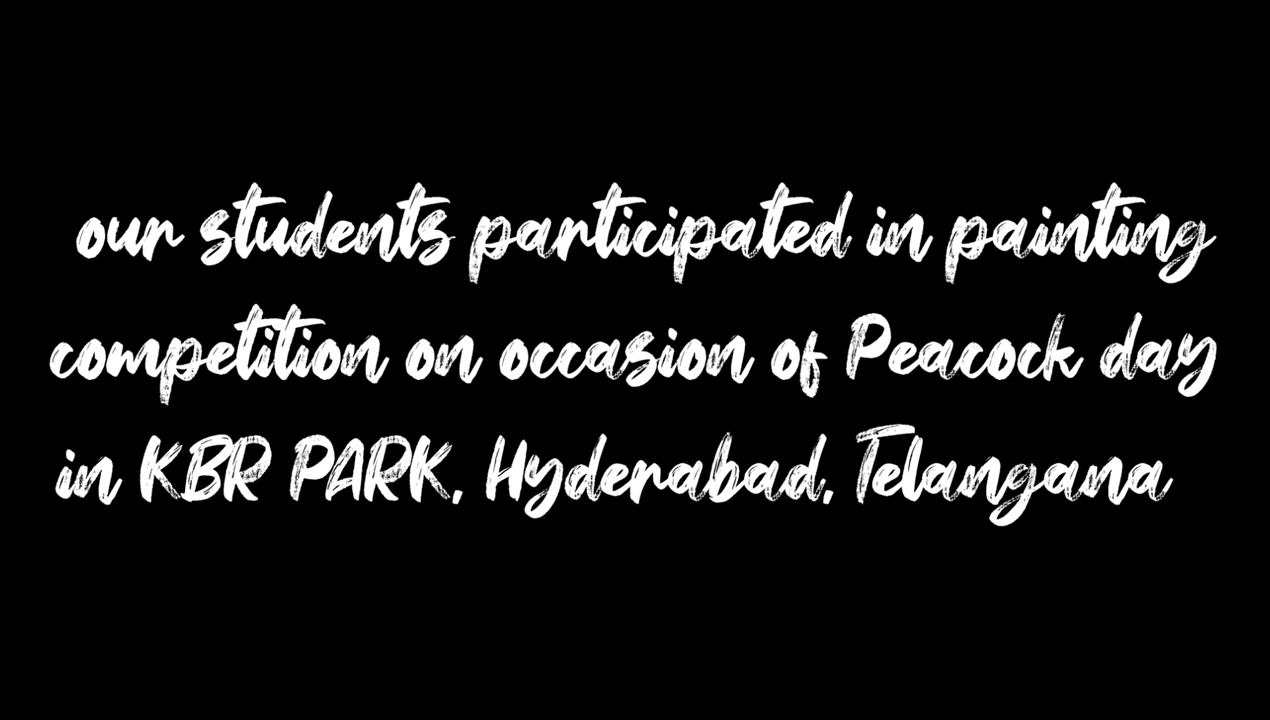 our students participated in painting
competition on occasion of Peacock day
in KBR PARK, Hyderabad, Telangana